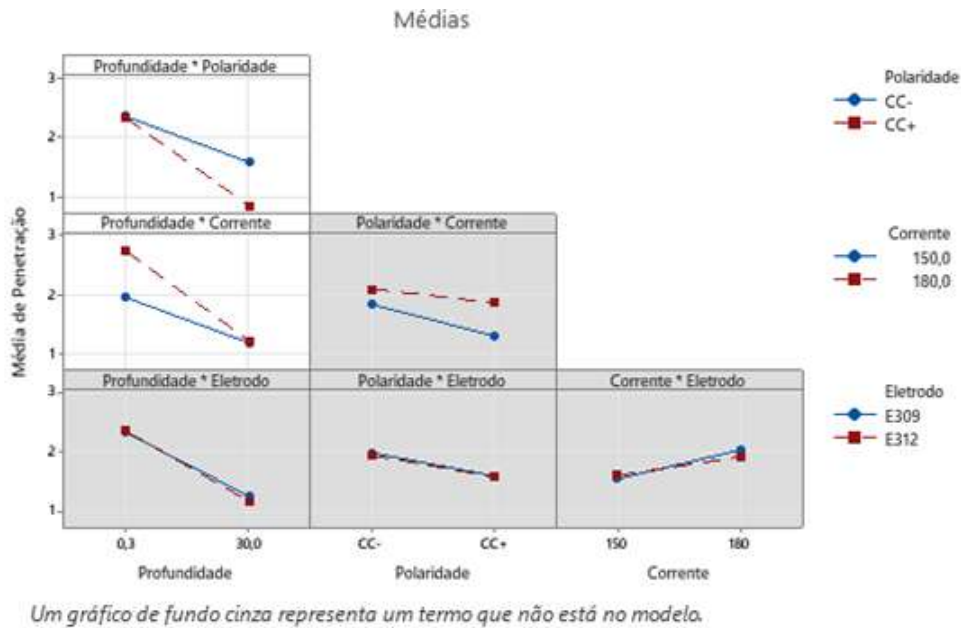 Médias
Profundidade * Polaridade
3
2
1
Polaridade
CC-
CC+
Profundidade * Corrente
Polaridade * Corrente
3
2
1
Corrente
150,0
180,0
Média de Penetração
Profundidade * Eletrodo
Polaridade * Eletrodo
Corrente * Eletrodo
3
2
1
Eletrodo
E309
E312
0,3
30,0
CC-
CC+
150
180
Profundidade
Polaridade
Corrente
Um gráfico de fundo cinza representa um termo que não está no modelo.